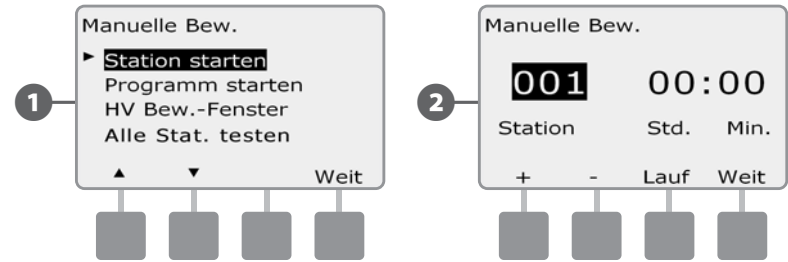 1
Manuelle Bew.
► Station starten
Programm starten
HV Bew.-Fenster
Alle Stat. testen
▲ ▼ Weit
2
Manuelle Bew.
001 00:00
Station Std. Min.
+ - Lauf Weit